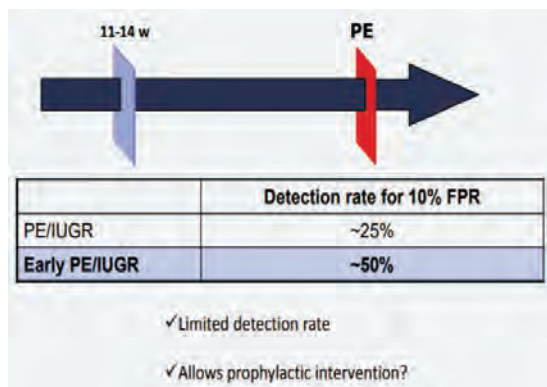 11-14 w PE
Detection rate for 10% FPR
PE/IUGR ~25%
Early PE/IUGR ~50%
✓Limited detection rate
✓Allows prophylactic intervention?